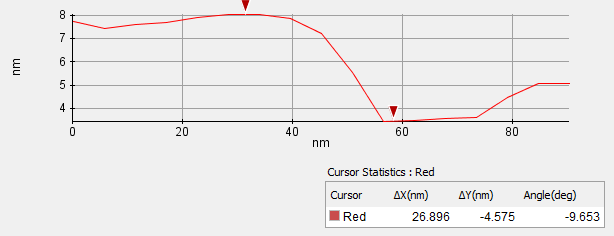 8
7
6
5
4
nm
0
20
40
60
80
nm
Cursor Statistics : Red
Cursor ΔX(nm) ΔY(nm) Angle(deg)
Red 26.896 -4.575 -9.653